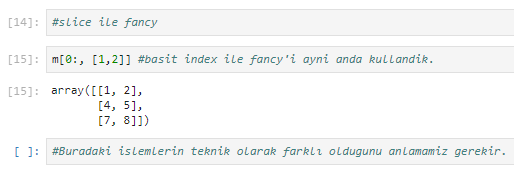 [14]: #slice ile fancy
[15]: m[0:, [1,2]] #basit index ile fancy'i ayni anda kullandik.
[15]: array([[1, 2],
[4, 5],
[7, 8]])
[ ]: #Buradaki islemlerin teknik olarak farklı oldugunu anlamamiz gerekir.